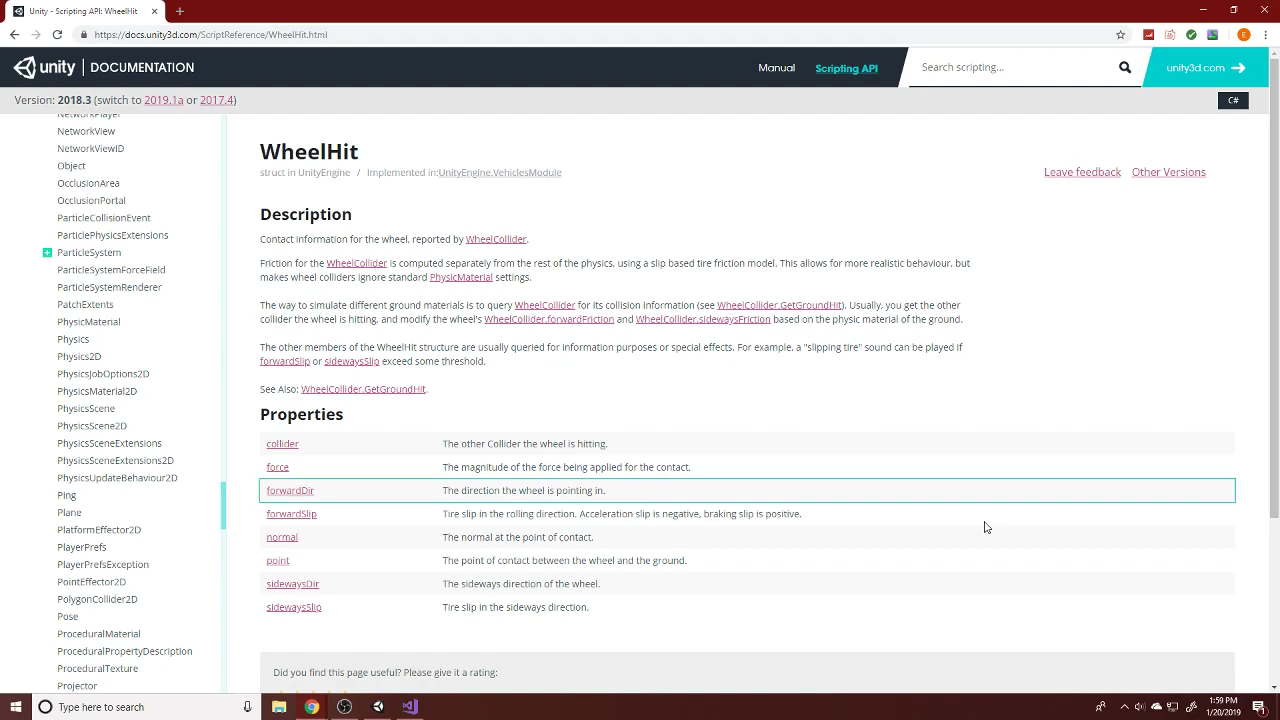 Unity - Scripting API: WheelHit
https://docs.unity3d.com/ScriptReference/WheelHit.html
E
unity | DOCUMENTATION
Manual
Scripting API
Search scripting...
unity3d.com
Version: 2018.3 (switch to 2019.1a or 2017.4)
C#
NetworkPlayer
NetworkView
NetworkViewID
Object
OcclusionArea
OcclusionPortal
ParticleCollisionEvent
ParticlePhysicsExtensions
ParticleSystem
ParticleSystemForceField
ParticleSystemRenderer
PatchExtents
PhysicMaterial
Physics
Physics2D
PhysicsJobOptions2D
PhysicsMaterial2D
PhysicsScene
PhysicsScene2D
PhysicsSceneExtensions
PhysicsSceneExtensions2D
PhysicsUpdateBehaviour2D
Ping
Plane
PlatformEffector2D
PlayerPrefs
PlayerPrefsException
PointEffector2D
PolygonCollider2D
Pose
ProceduralMaterial
ProceduralPropertyDescription
ProceduralTexture
Projector
WheelHit
struct in UnityEngine / Implemented in:UnityEngine.VehiclesModule
Leave feedback
Other Versions
Description
Contact information for the wheel, reported by WheelCollider.
Friction for the WheelCollider is computed separately from the rest of the physics, using a slip based tire friction model. This allows for more realistic behaviour, but
makes wheel colliders ignore standard PhysicMaterial settings.
The way to simulate different ground materials is to query WheelCollider for its collision information (see WheelCollider.GetGroundHit). Usually, you get the other
collider the wheel is hitting, and modify the wheel's WheelCollider.forwardFriction and WheelCollider.sidewaysFriction based on the physic material of the ground.
The other members of the WheelHit structure are usually queried for information purposes or special effects. For example, a "slipping tire" sound can be played if
forwardSlip or sidewaysSlip exceed some threshold.
See Also: WheelCollider.GetGroundHit.
Properties
collider The other Collider the wheel is hitting.
force The magnitude of the force being applied for the contact.
forwardDir The direction the wheel is pointing in.
forwardSlip Tire slip in the rolling direction. Acceleration slip is negative, braking slip is positive.
normal The normal at the point of contact.
point The point of contact between the wheel and the ground.
sidewaysDir The sideways direction of the wheel.
sidewaysSlip Tire slip in the sideways direction.
Did you find this page useful? Please give it a rating:
Type here to search
1:59 PM
1/20/2019